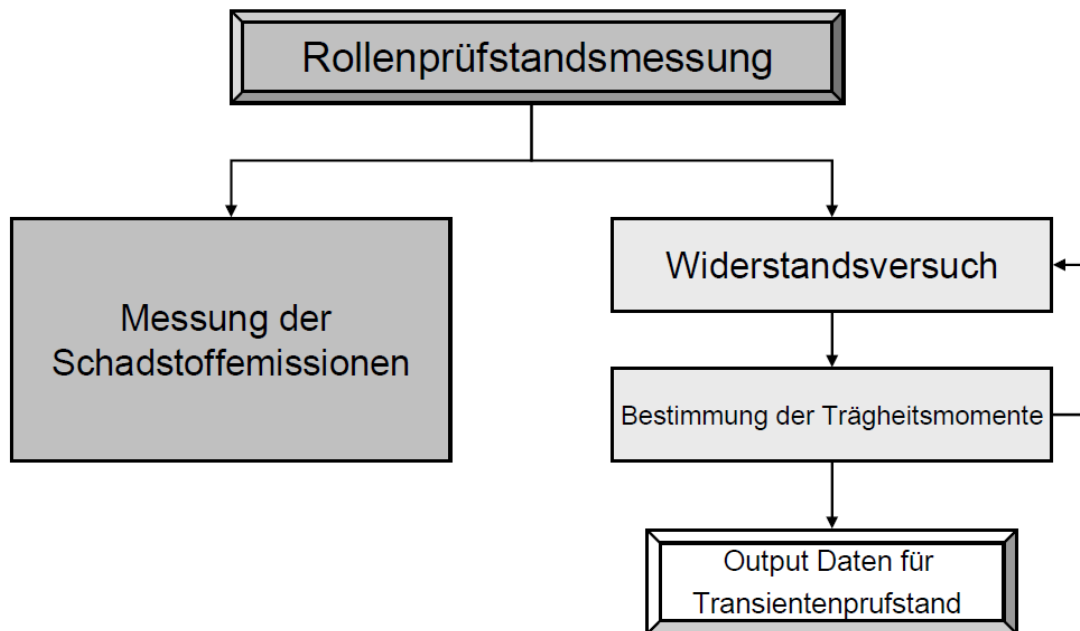 Rollenprüfstandsmessung
Messung der
Schadstoffemissionen
Widerstandsversuch
Bestimmung der Trägheitsmomente
Output Daten für
Transientenprufstand